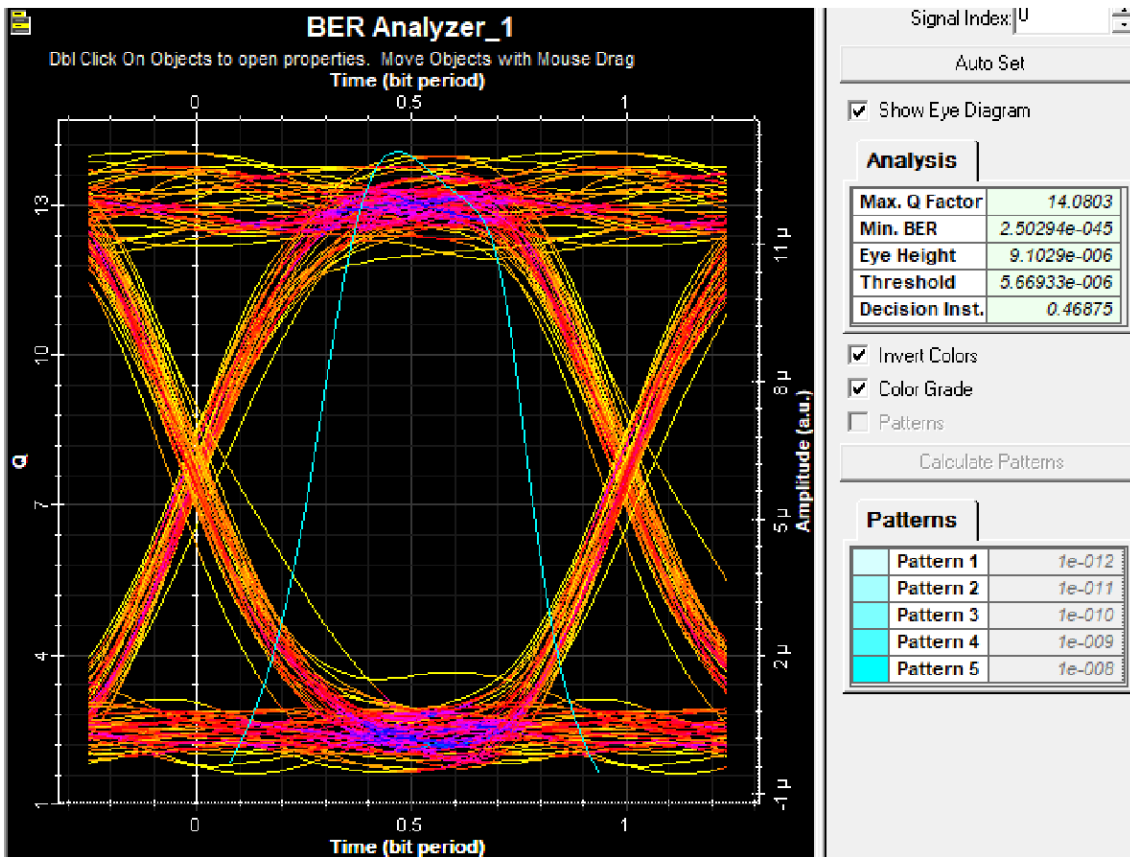 BER Analyzer_1
Dbl Click On Objects to open properties. Move Objects with Mouse Drag
Time (bit period)
0 0.5 1
Q
1 4 7 10 13
Amplitude (a.u.)
-1 µ 2 µ 5 µ 8 µ 11 µ
0 0.5 1
Time (bit period)
Signal Index: 0
Auto Set
Show Eye Diagram
Analysis
Max. Q Factor 14.0803
Min. BER 2.50294e-045
Eye Height 9.1029e-006
Threshold 5.66933e-006
Decision Inst. 0.46875
Invert Colors
Color Grade
Patterns
Calculate Patterns
Patterns
Pattern 1 1e-012
Pattern 2 1e-011
Pattern 3 1e-010
Pattern 4 1e-009
Pattern 5 1e-008